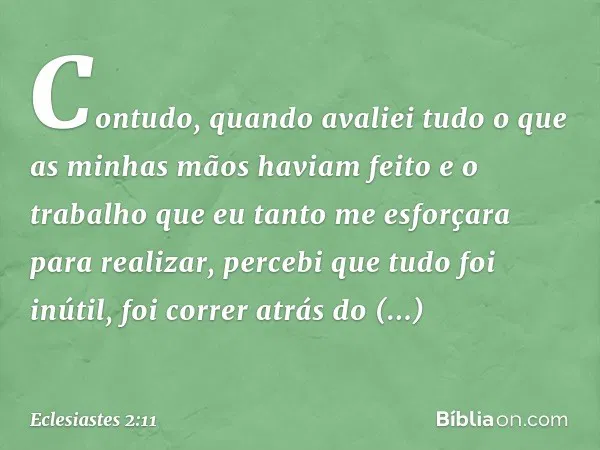 Contudo, quando avaliei tudo o que
as minhas mãos haviam feito e o
trabalho que eu tanto me esforçara
para realizar, percebi que tudo foi
inútil, foi correr atrás do (...)
Eclesiastes 2:11
Bíbliaon.com